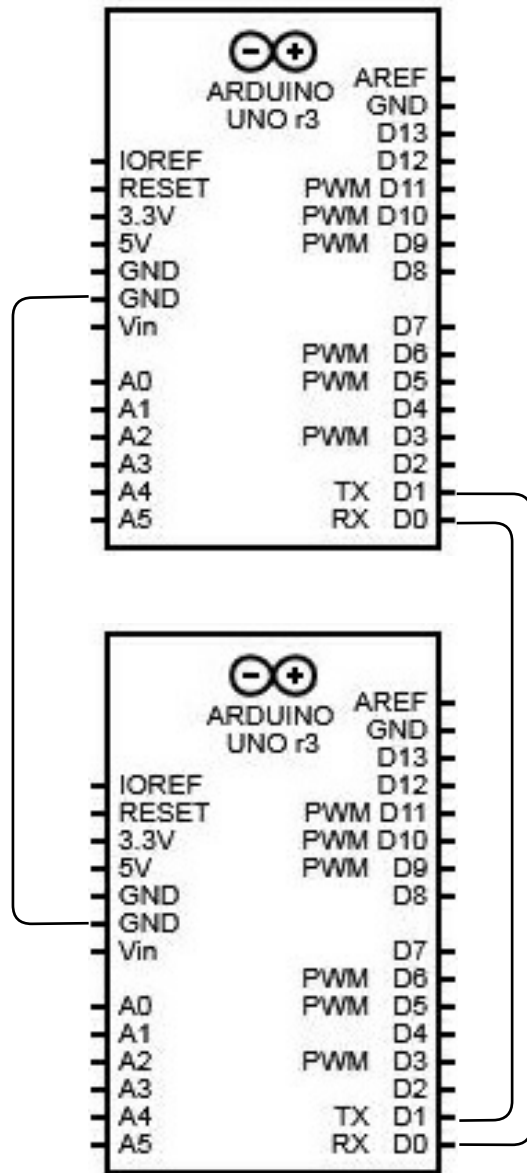 ARDUINO
UNO r3
AREF
GND
D13
IOREF D12
RESET PWM D11
3.3V PWM D10
5V PWM D9
GND D8
GND
Vin D7
PWM D6
A0 PWM D5
A1 D4
A2 PWM D3
A3 D2
A4 TX D1
A5 RX D0
ARDUINO
UNO r3
AREF
GND
D13
IOREF D12
RESET PWM D11
3.3V PWM D10
5V PWM D9
GND D8
GND
Vin D7
PWM D6
A0 PWM D5
A1 D4
A2 PWM D3
A3 D2
A4 TX D1
A5 RX D0